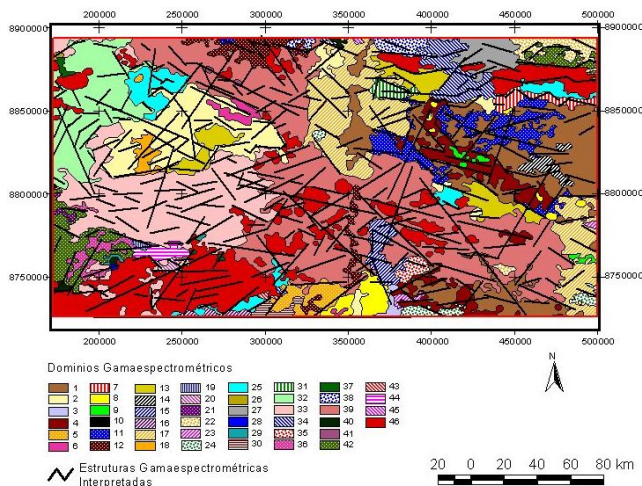 200000 250000 300000 350000 400000 450000 500000
8900000 8900000
8850000 8850000
8800000 8800000
8750000 8750000
200000 250000 300000 350000 400000 450000 500000
Dominios Gamaespectrométricos
1 7 13 19 25 31 37 43
2 8 14 20 26 32 38 44
3 9 15 21 27 33 39 45
4 10 16 22 28 34 40 46
5 11 17 23 29 35 41
6 12 18 24 30 36 42
N
Estruturas Gamaespectrométricas
Interpretadas
20 0 20 40 60 80 km